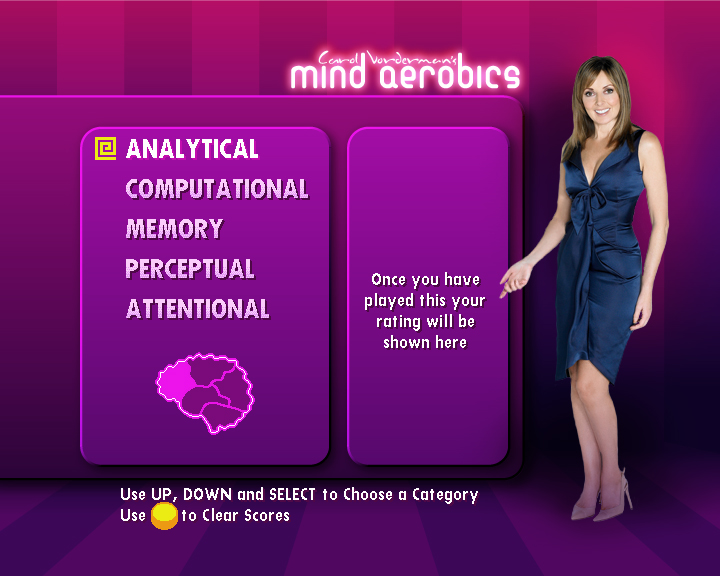 Carol Vorderman's
mind aerobics
ANALYTICAL
COMPUTATIONAL
MEMORY
PERCEPTUAL
ATTENTIONAL
Once you have
played this your
rating will be
shown here
Use UP, DOWN and SELECT to Choose a Category
Use to Clear Scores